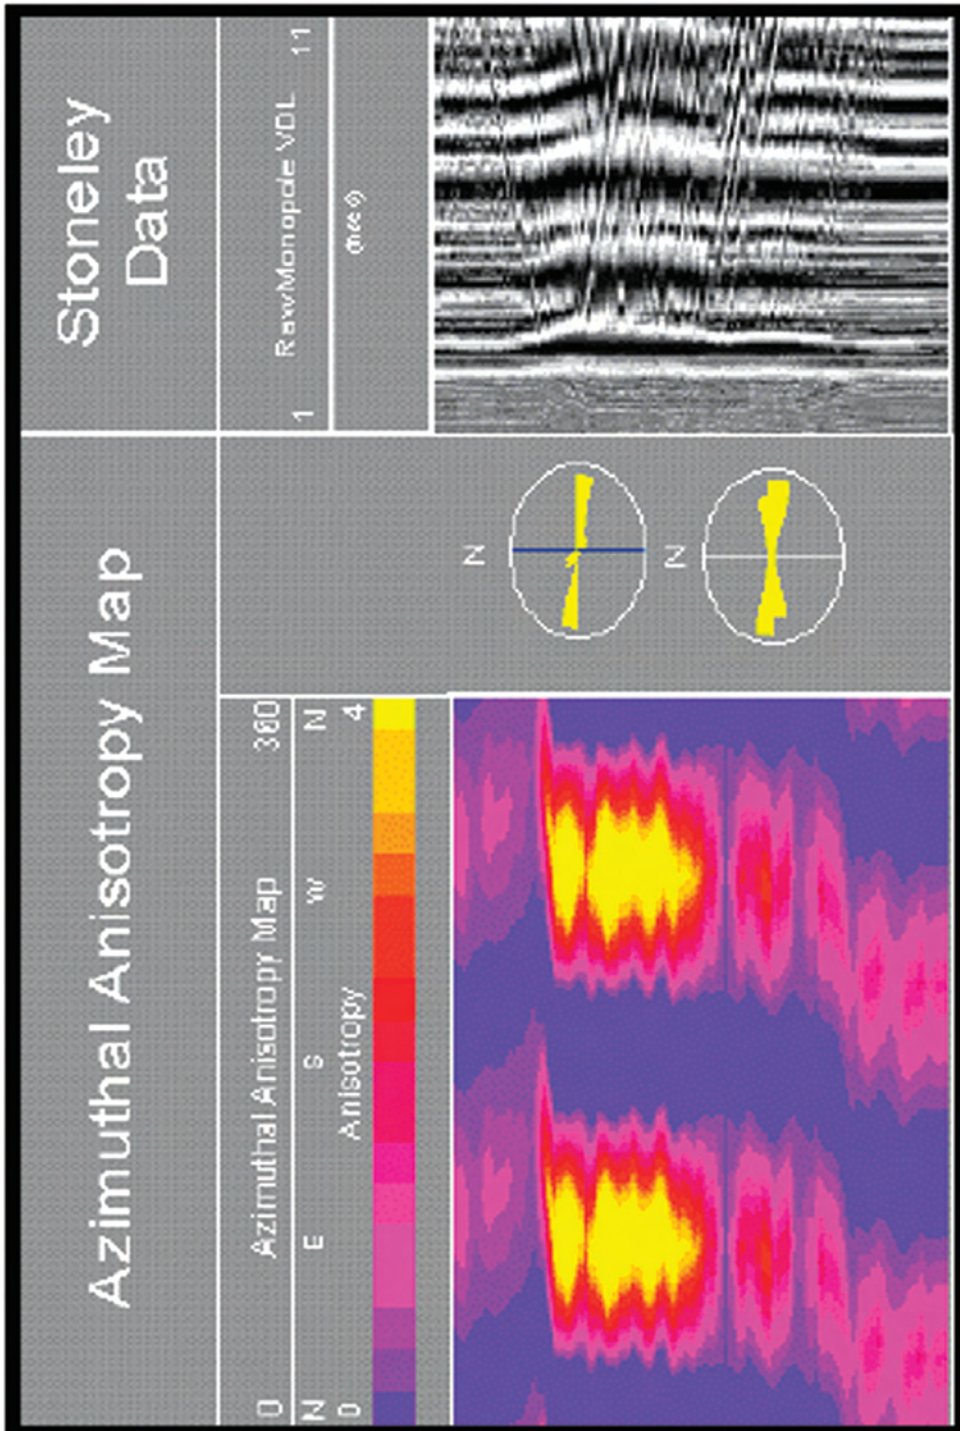 Azimuthal Anisotropy Map
0 Azimuthal Anisotropy Map 360
N E S W N
0 Anisotropy 4
N
N
Stoneley
Data
1 RawMonopole VDL 11